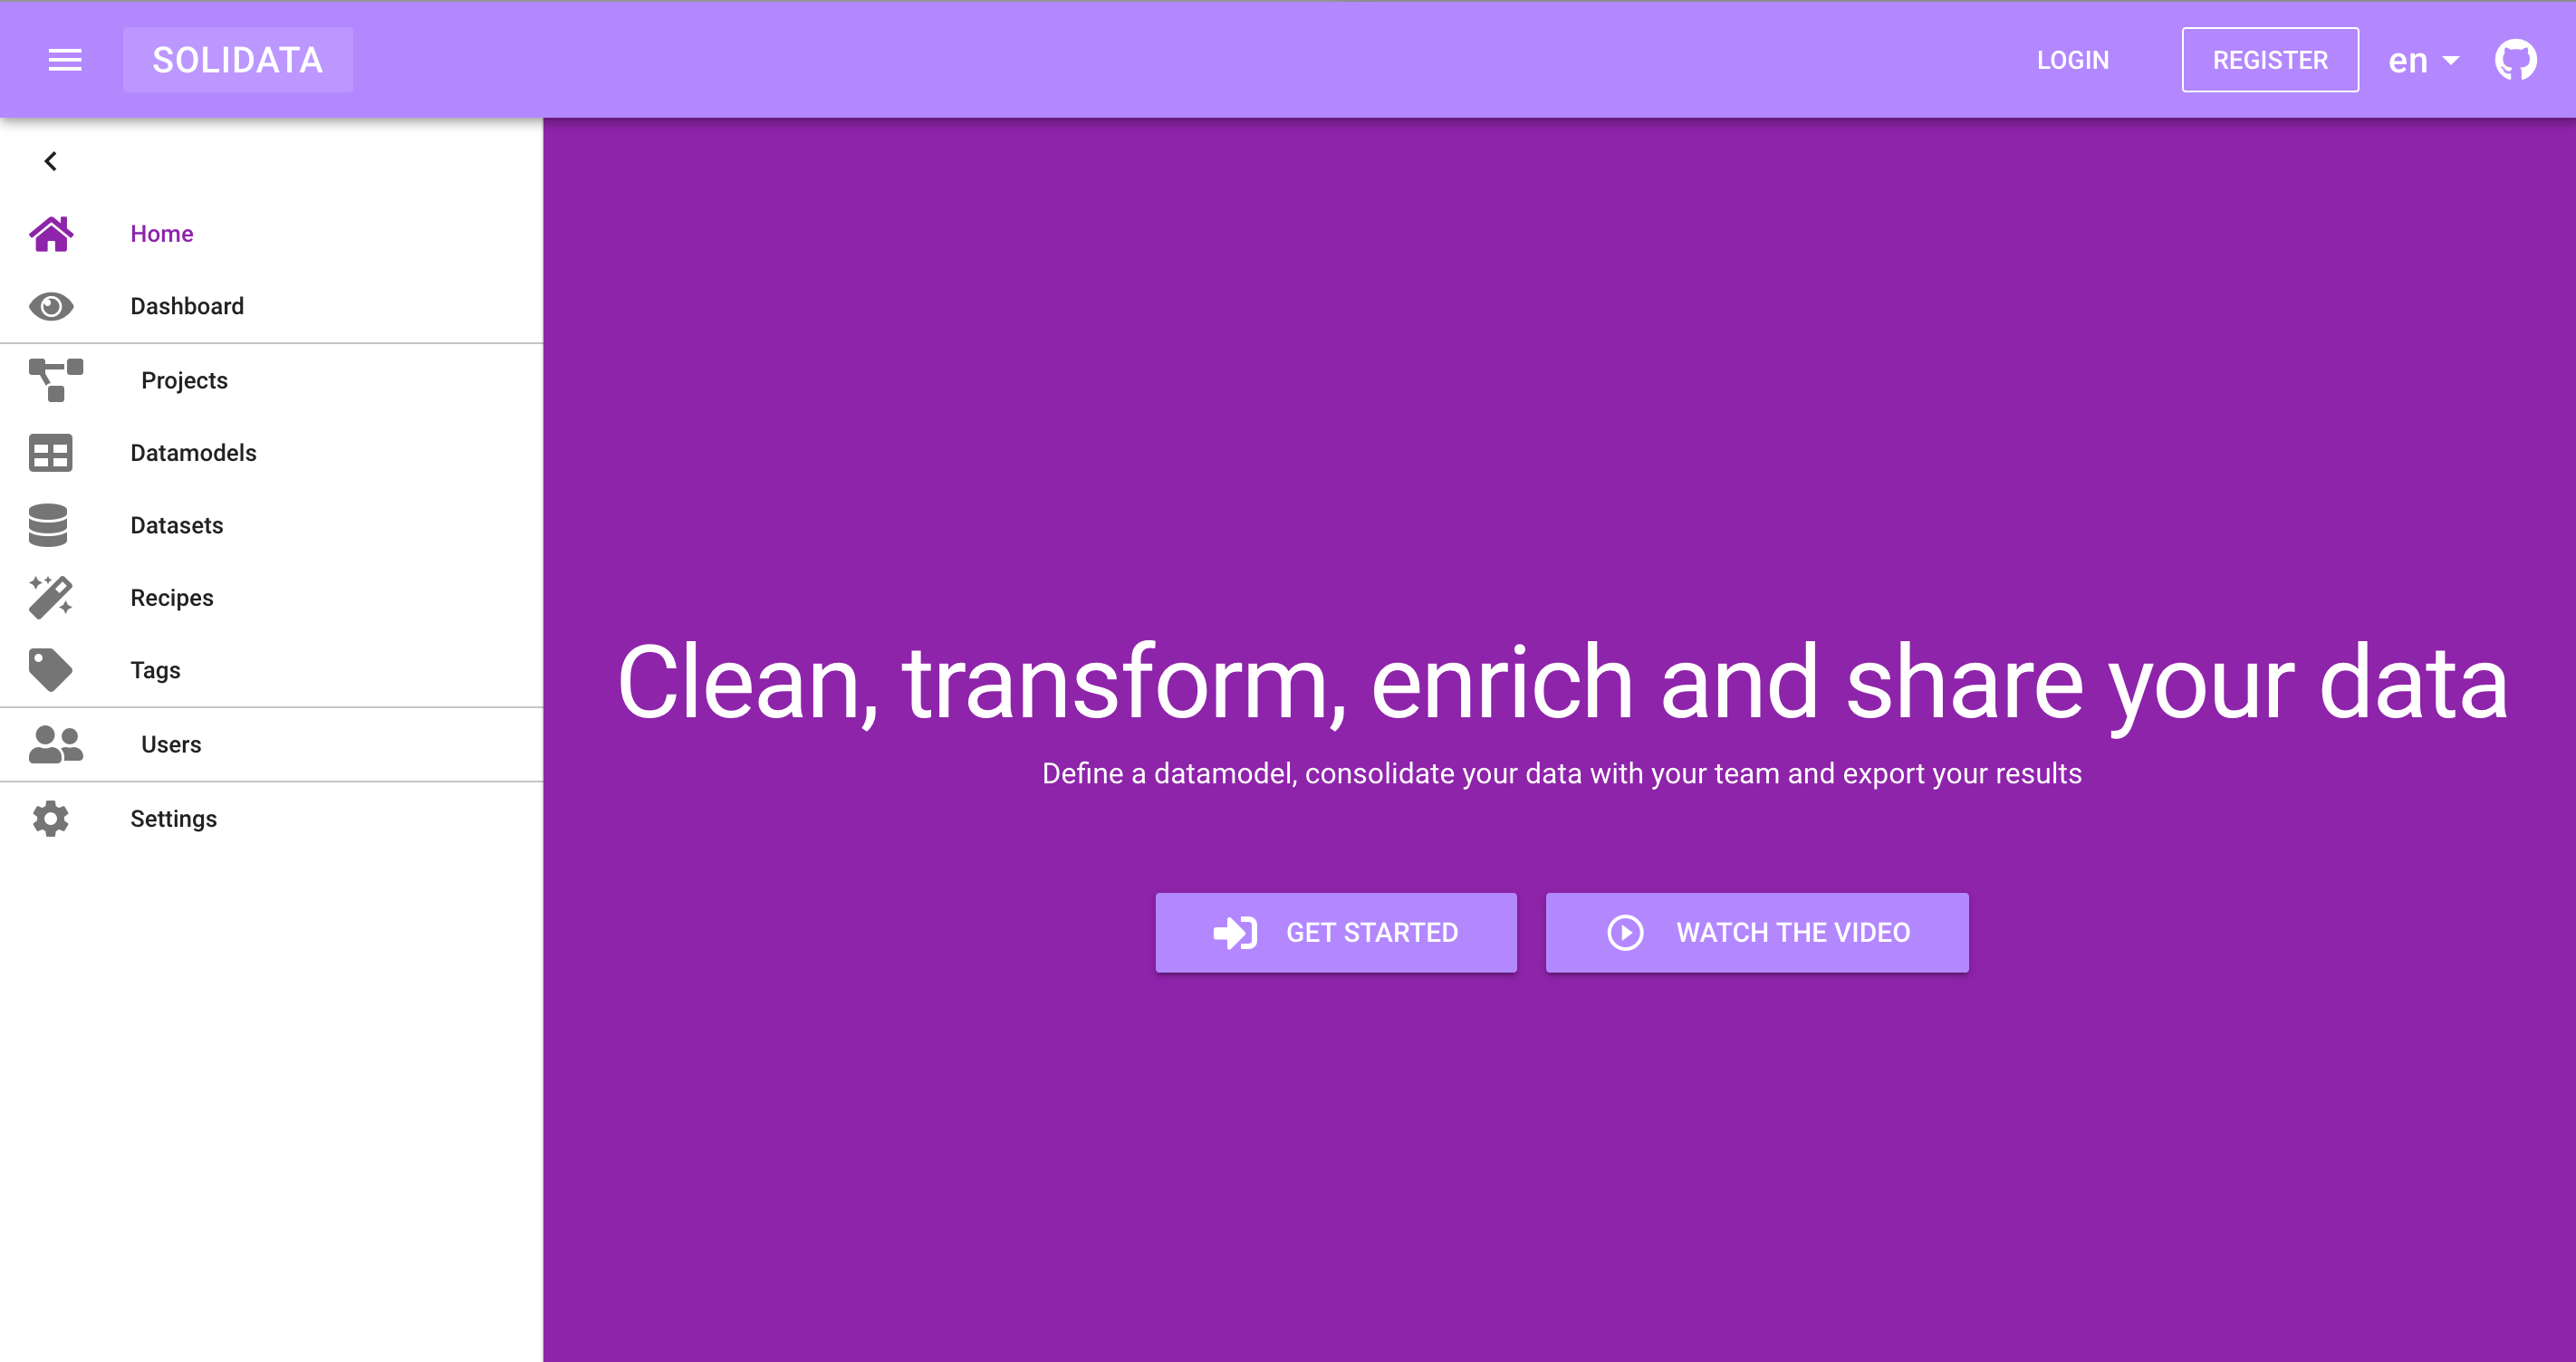 SOLIDATA
LOGIN
REGISTER
en
Home
Dashboard
Projects
Datamodels
Datasets
Recipes
Tags
Users
Settings
Clean, transform, enrich and share your data
Define a datamodel, consolidate your data with your team and export your results
GET STARTED
WATCH THE VIDEO